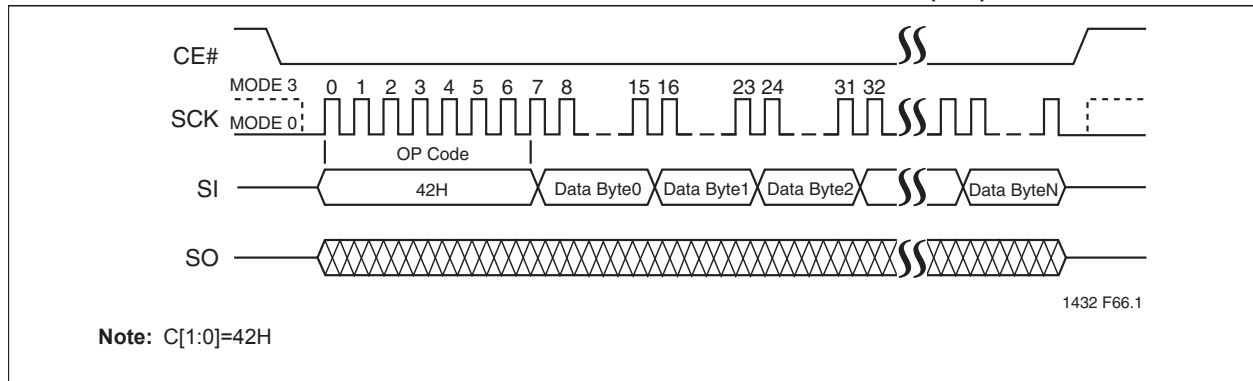 CE#
MODE 3 0 1 2 3 4 5 6 7 8 15 16 23 24 31 32
SCK MODE 0
OP Code
SI 42H Data Byte0 Data Byte1 Data Byte2 Data ByteN
SO
1432 F66.1
Note: C[1:0]=42H